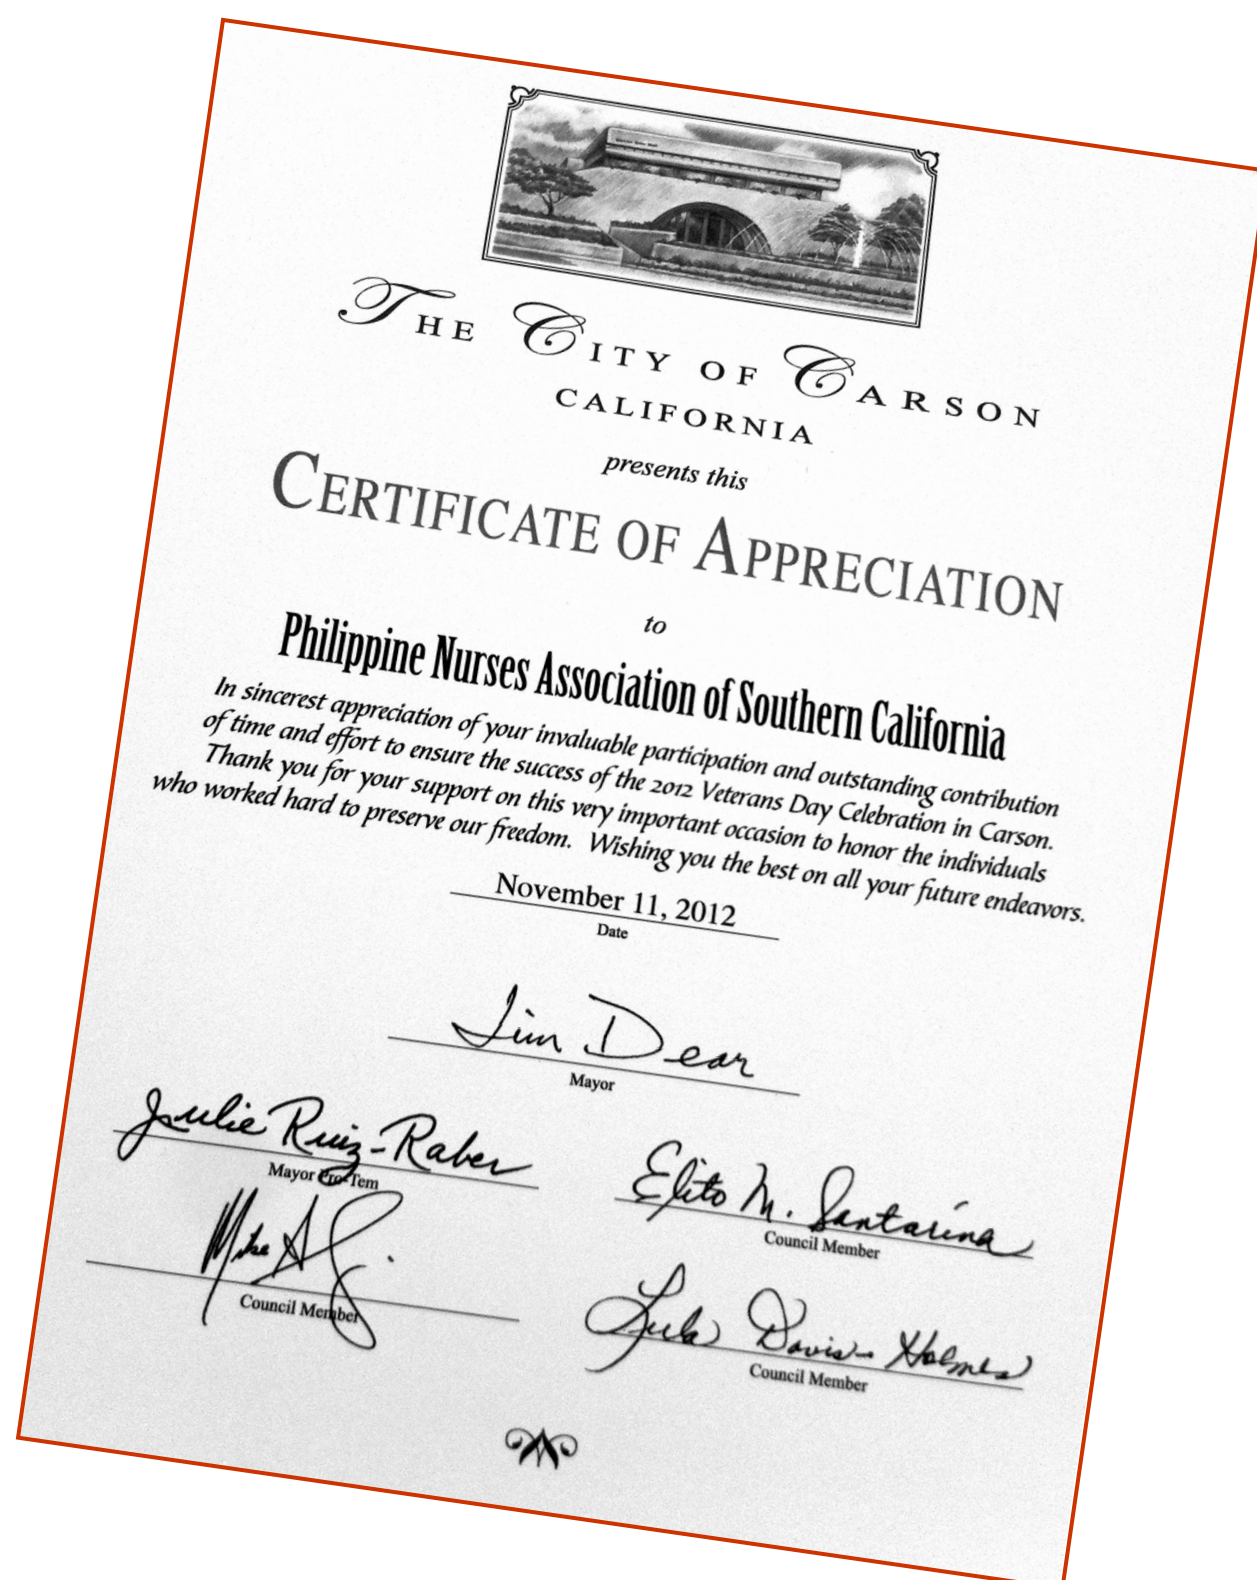 THE CITY OF CARSON
CALIFORNIA
presents this
CERTIFICATE OF APPRECIATION
to
Philippine Nurses Association of Southern California
In sincerest appreciation of your invaluable participation and outstanding contribution
of time and effort to ensure the success of the 2012 Veterans Day Celebration in Carson.
Thank you for your support on this very important occasion to honor the individuals
who worked hard to preserve our freedom. Wishing you the best on all your future endeavors.
November 11, 2012
Date
Jim Dear
Mayor
Julie Ruiz-Raber
Mayor Pro-Tem
Elito M. Santarina
Council Member
Mike A.
Council Member
Lula Davis-Holmes
Council Member